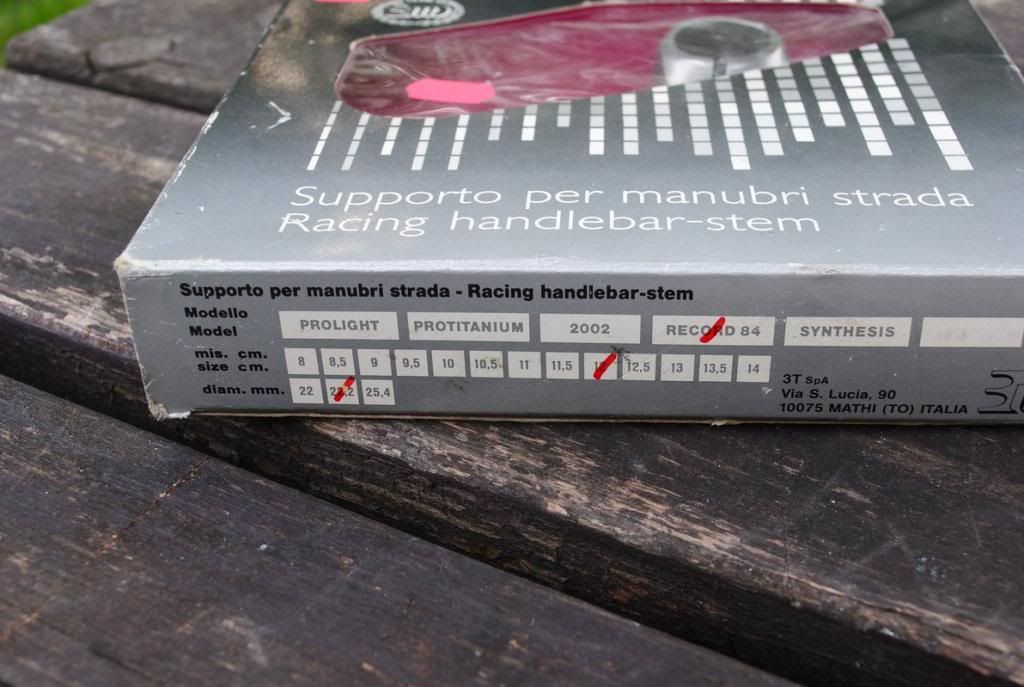 Supporto per manubri strada
Racing handlebar-stem
Supporto per manubri strada - Racing handlebar-stem
Modello
Model PROLIGHT PROTITANIUM 2002 RECORD 84 SYNTHESIS
mis. cm.
size cm. 8 8,5 9 9,5 10 10,5 11 11,5 12 12,5 13 13,5 14
diam. mm. 22 22,2 25,4
3T SpA
Via S. Lucia, 90
10075 MATHI (TO) ITALIA